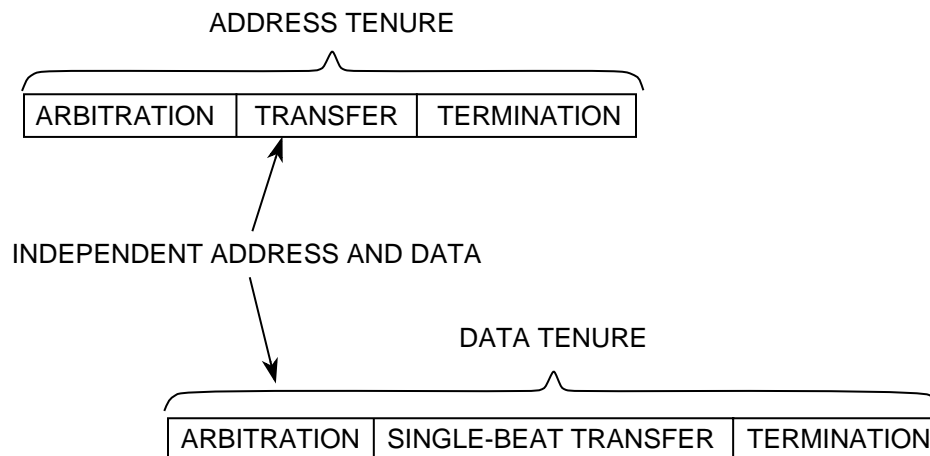 ADDRESS TENURE
ARBITRATION TRANSFER TERMINATION
INDEPENDENT ADDRESS AND DATA
DATA TENURE
ARBITRATION SINGLE-BEAT TRANSFER TERMINATION